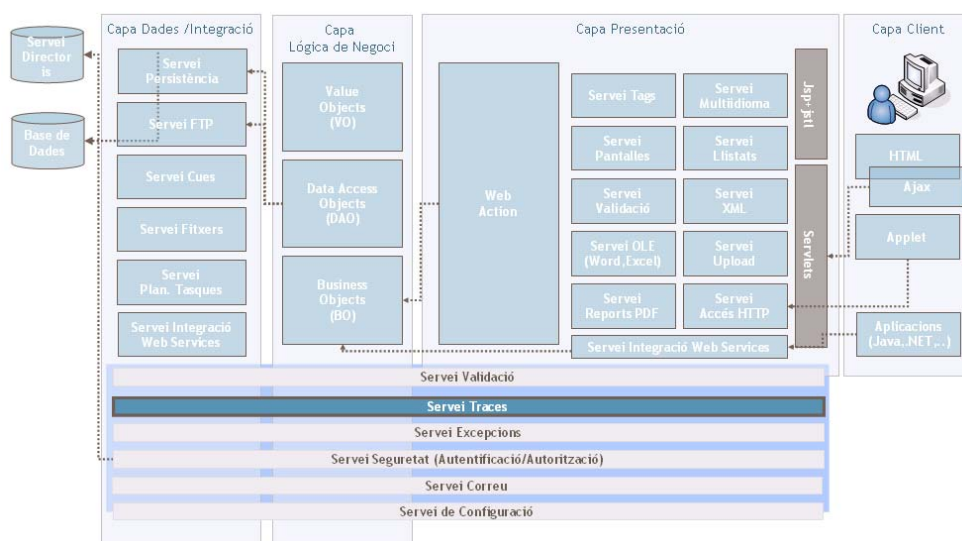 Capa Dades /Integració
Capa
Lógica de Negoci
Capa Presentació
Capa Client
Servei
Director
is
Base de
Dades
Servei
Persistència
Servei FTP
Servei Cues
Servei Fitxers
Servei
Plan. Tasques
Servei Integració
Web Services
Value
Objects
(VO)
Data Access
Objects
(DAO)
Business
Objects
(BO)
Web
Action
Servei Tags
Servei
Multiidioma
Servei
Pantalles
Servei
Llistats
Servei
Validació
Servei
XML
Servei OLE
(Word,Excel)
Servei
Upload
Servei
Reports PDF
Servei
Accés HTTP
Servei Integració Web Services
Jsp+jstl
Servlets
HTML
Ajax
Applet
Aplicacions
(Java,.NET,..)
Servei Validació
Servei Traces
Servei Excepcions
Servei Seguretat (Autentificació/Autorització)
Servei Correu
Servei de Configuració